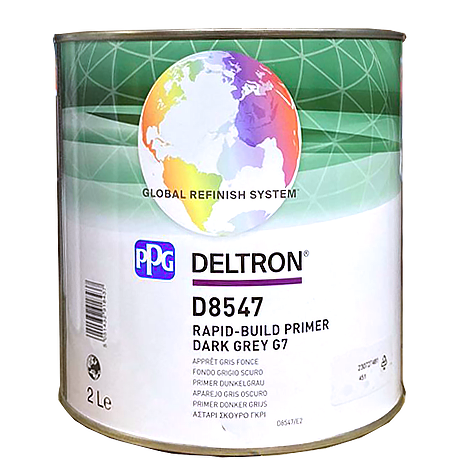 GLOBAL REFINISH SYSTEM
PPG
DELTRON®
D8547
RAPID-BUILD PRIMER
DARK GREY G7
APPRÊT GRIS FONCE
FONDO GRIGIO SCURO
PRIMER DUNKELGRAU
APAREJO GRIS OSCURO
PRIMER DONKER GRIJS
ΑΣΤΑΡΙ ΣΚΟΥΡΟ ΓΚΡΙ
2 Le
D8547/E2